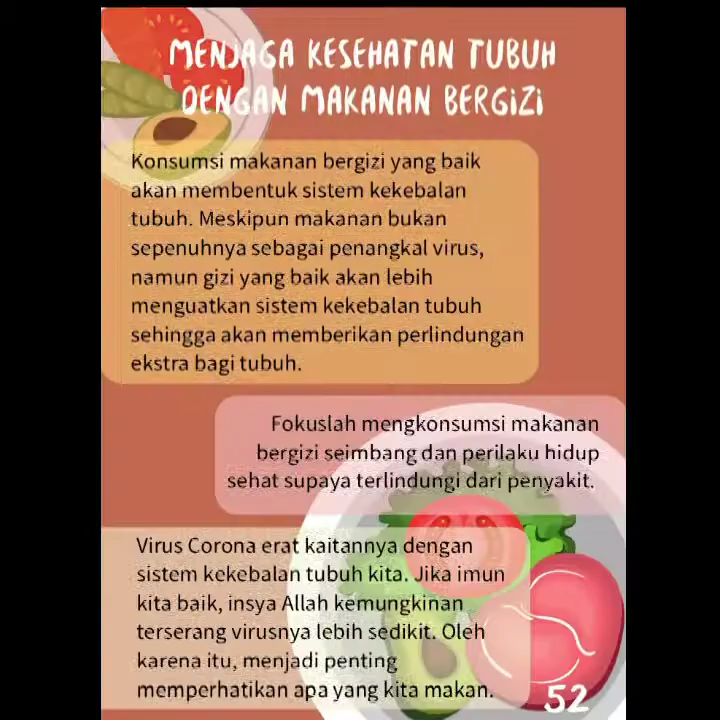 MENJAGA KESEHATAN TUBUH
DENGAN MAKANAN BERGIZI
Konsumsi makanan bergizi yang baik
akan membentuk sistem kekebalan
tubuh. Meskipun makanan bukan
sepenuhnya sebagai penangkal virus,
namun gizi yang baik akan lebih
menguatkan sistem kekebalan tubuh
sehingga akan memberikan perlindungan
ekstra bagi tubuh.
Fokuslah mengkonsumsi makanan
bergizi seimbang dan perilaku hidup
sehat supaya terlindungi dari penyakit.
Virus Corona erat kaitannya dengan
sistem kekebalan tubuh kita. Jika imun
kita baik, insya Allah kemungkinan
terserang virusnya lebih sedikit. Oleh
karena itu, menjadi penting
memperhatikan apa yang kita makan.
52